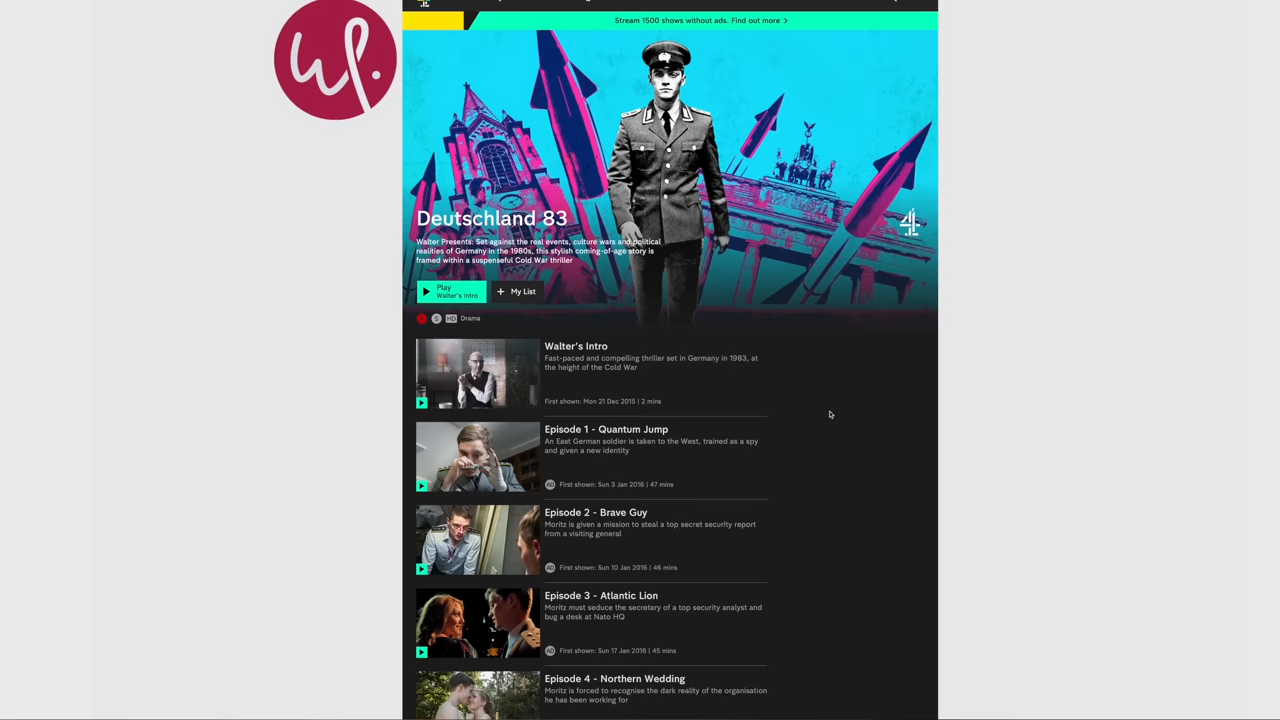 Stream 1500 shows without ads. Find out more
Deutschland 83
Walter Presents: Set against the real events, culture wars and political
realities of Germany in the 1980s, this stylish coming-of-age story is
framed within a suspenseful Cold War thriller
Play
Walter's intro
My List
S HD Drama
Walter's Intro
Fast-paced and compelling thriller set in Germany in 1983, at
the height of the Cold War
First shown: Mon 21 Dec 2015 | 2 mins
Episode 1 - Quantum Jump
An East German soldier is taken to the West, trained as a spy
and given a new identity
AD First shown: Sun 3 Jan 2016 | 47 mins
Episode 2 - Brave Guy
Moritz is given a mission to steal a top secret security report
from a visiting general
AD First shown: Sun 10 Jan 2016 | 46 mins
Episode 3 - Atlantic Lion
Moritz must seduce the secretary of a top security analyst and
bug a desk at Nato HQ
AD First shown: Sun 17 Jan 2016 | 45 mins
Episode 4 - Northern Wedding
Moritz is forced to recognise the dark reality of the organisation
he has been working for